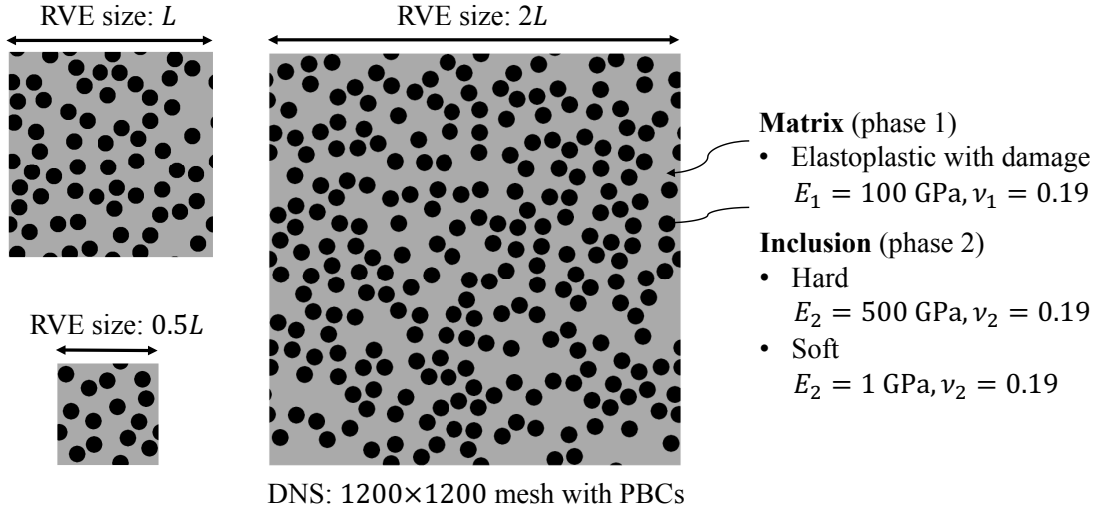 RVE size: L
RVE size: 2L
Matrix (phase 1)
• Elastoplastic with damage
E₁ = 100 GPa, ν₁ = 0.19
Inclusion (phase 2)
• Hard
E₂ = 500 GPa, ν₂ = 0.19
• Soft
E₂ = 1 GPa, ν₂ = 0.19
RVE size: 0.5L
DNS: 1200×1200 mesh with PBCs